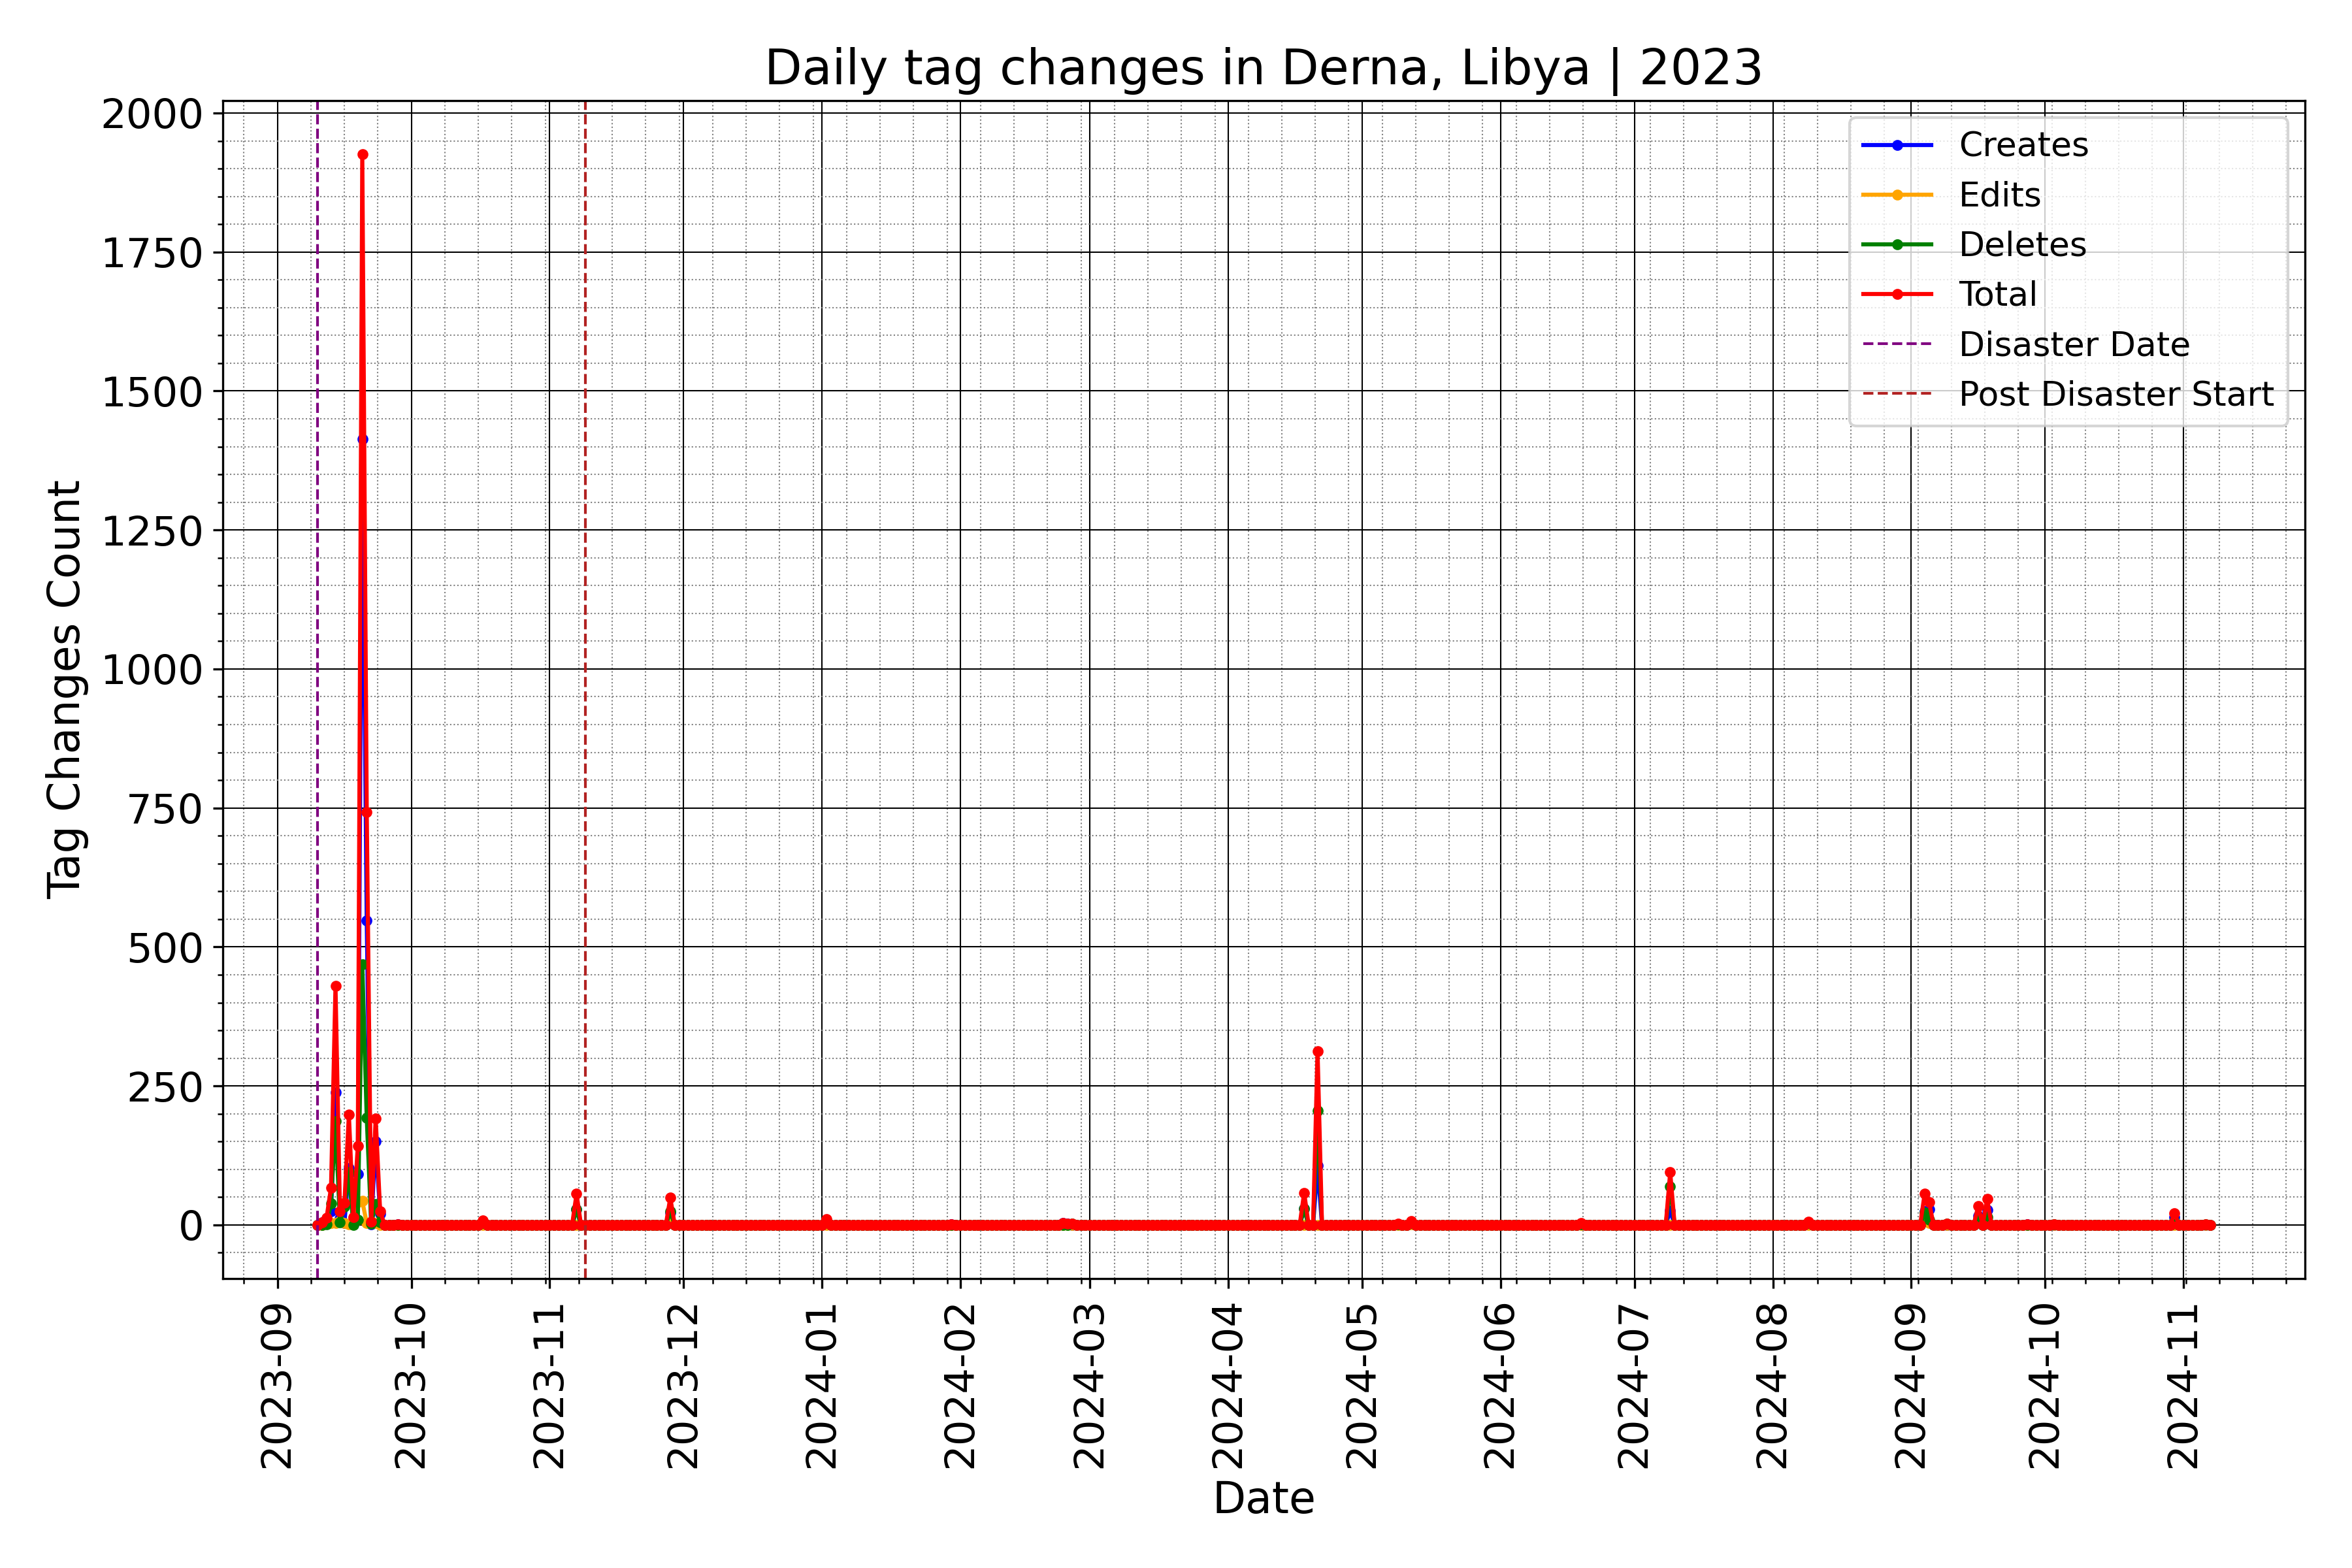 Daily tag changes in Derna, Libya | 2023
Tag Changes Count
2000
1750
1500
1250
1000
750
500
250
0
Creates
Edits
Deletes
Total
Disaster Date
Post Disaster Start
2023-09
2023-10
2023-11
2023-12
2024-01
2024-02
2024-03
2024-04
2024-05
2024-06
2024-07
2024-08
2024-09
2024-10
2024-11
Date